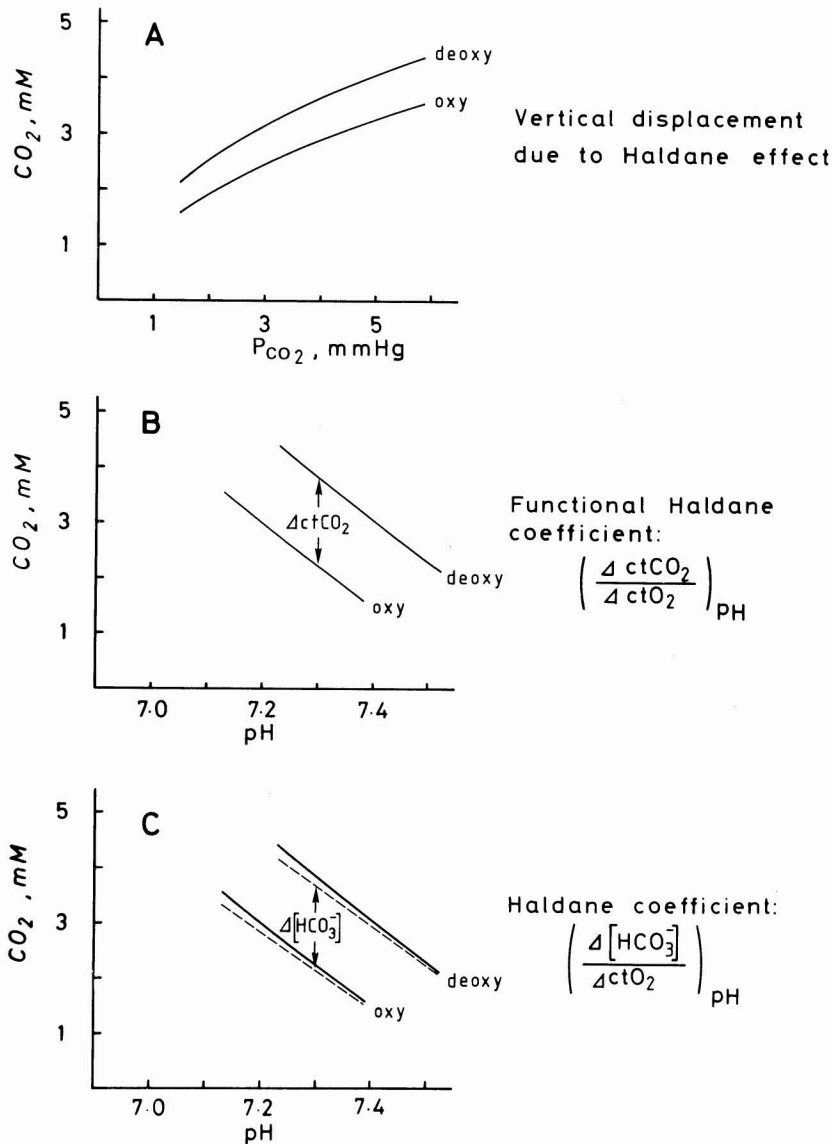 A
CO₂, mM
5
3
1
deoxy
oxy
1 3 5
PCO₂, mmHg
Vertical displacement
due to Haldane effect
B
CO₂, mM
5
3
1
ΔctCO₂
deoxy
oxy
7·0 7.2 7·4
pH
Functional Haldane
coefficient:
(ΔctCO₂/ΔctO₂)pH
C
CO₂, mM
5
3
1
Δ[HCO₃⁻]
deoxy
oxy
7·0 7.2 7·4
pH
Haldane coefficient:
(Δ[HCO₃⁻]/ΔctO₂)pH